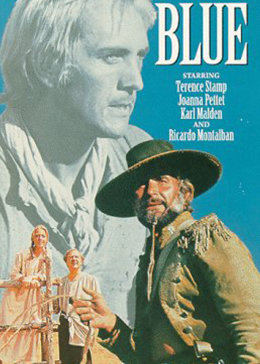 BLUE
STARRING
Terence Stamp
Joanna Pettet
Karl Malden
AND
Ricardo Montalban